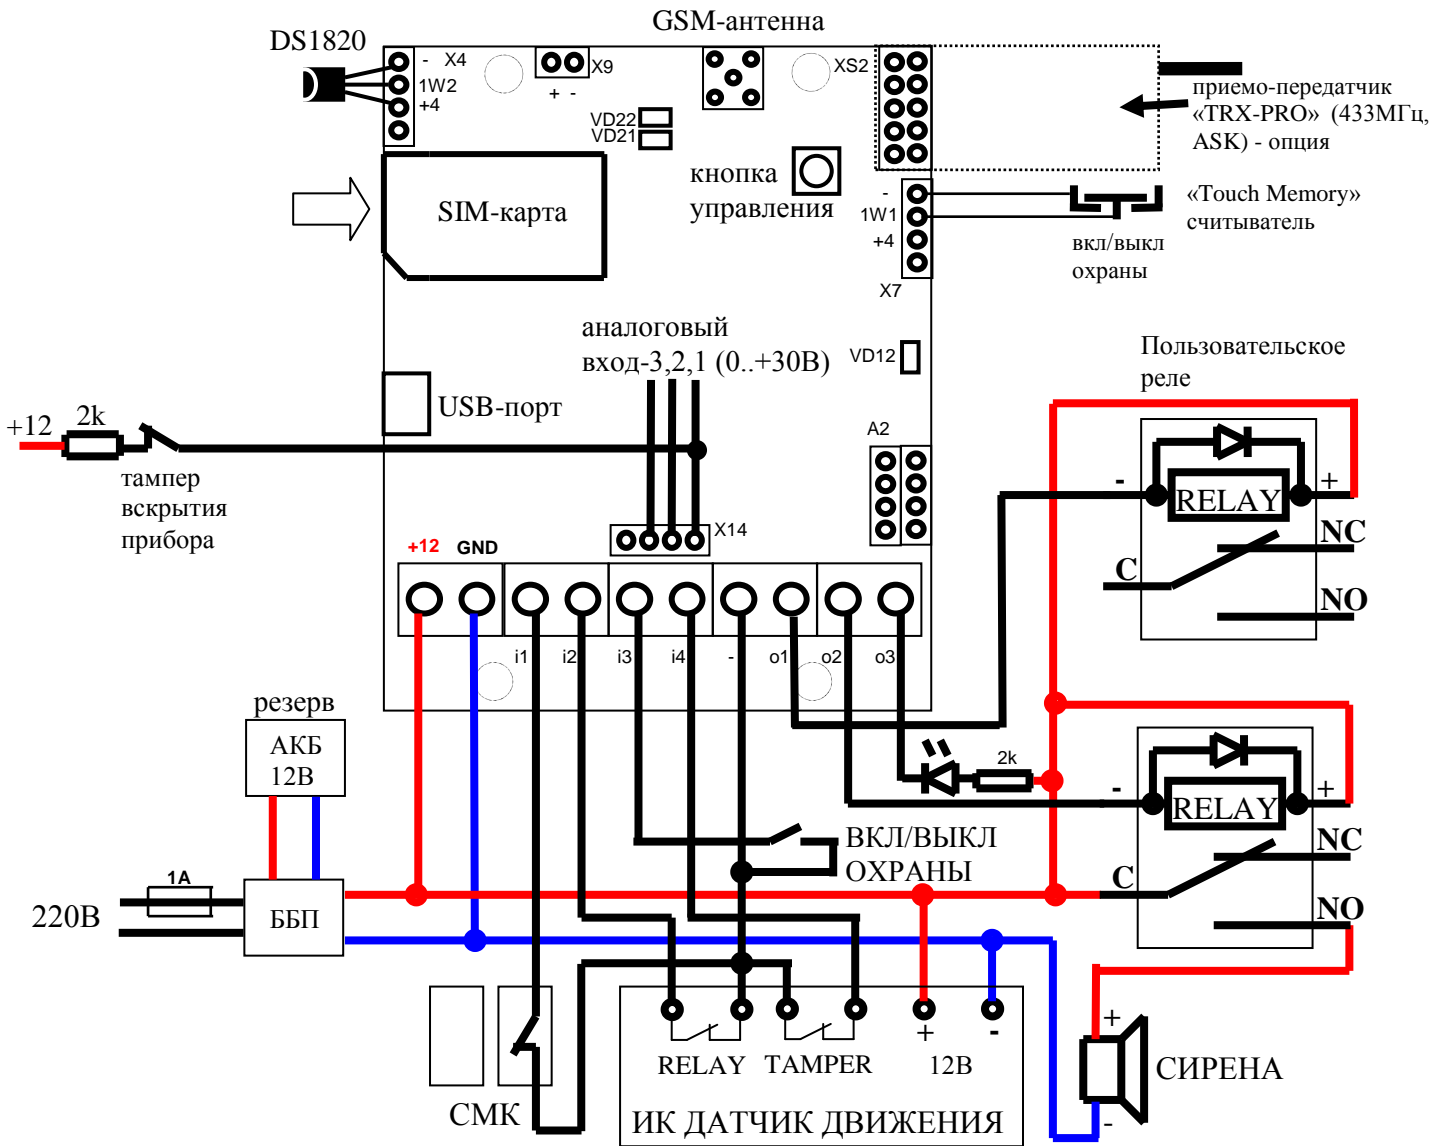 GSM-антенна
DS1820
- X4
1W2
+4
X9
+ -
XS2
VD22
VD21
приемо-передатчик
«TRX-PRO» (433МГц,
ASK) - опция
кнопка
управления
SIM-карта
-
1W1
+4
X7
«Touch Memory»
считыватель
вкл/выкл
охраны
аналоговый
вход-3,2,1 (0..+30В)
VD12
Пользовательское
реле
USB-порт
+12
2k
A2
тампер
вскрытия
прибора
- RELAY +
NC
C
NO
X14
+12 GND
i1 i2 i3 i4 - o1 o2 o3
резерв
АКБ
12В
2k
- RELAY +
NC
C
NO
ВКЛ/ВЫКЛ
ОХРАНЫ
1A
220В
ББП
+ -
RELAY TAMPER 12В
СМК
ИК ДАТЧИК ДВИЖЕНИЯ
+
СИРЕНА
-